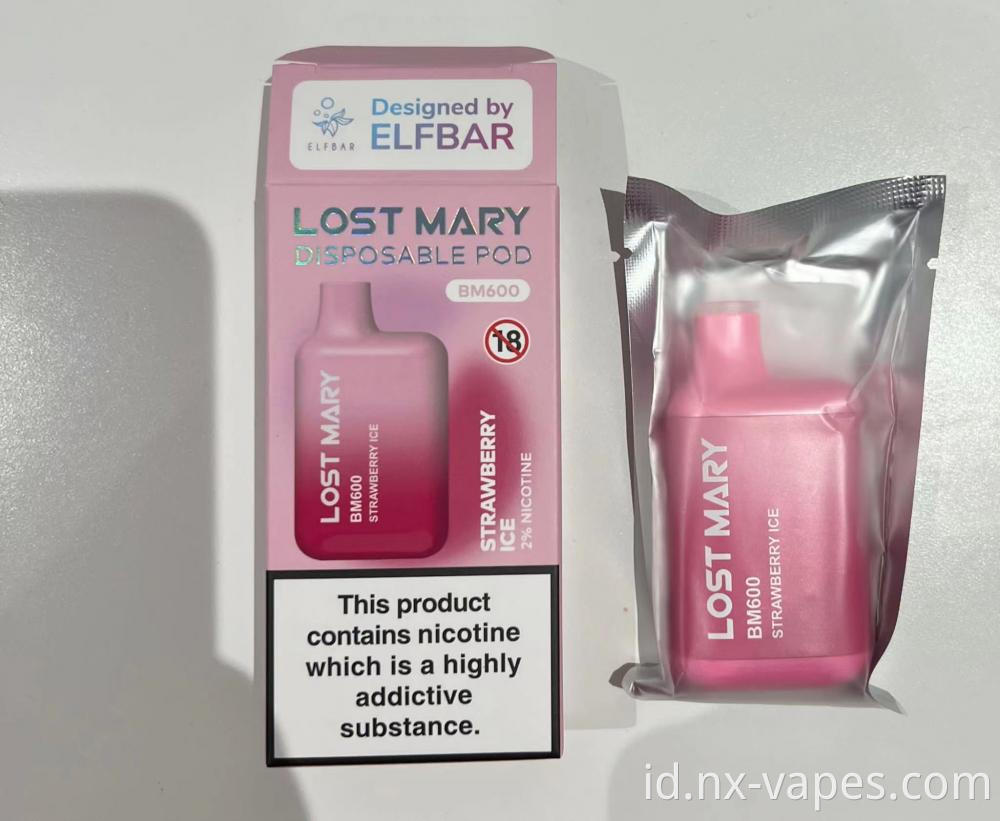 ELFBAR
Designed by
ELFBAR
LOST MARY
DISPOSABLE POD
BM600
18
LOST MARY
BM600
STRAWBERRY ICE
STRAWBERRY
ICE
2% NICOTINE
This product
contains nicotine
which is a highly
addictive
substance.
LOST MARY
BM600
STRAWBERRY ICE
id.nx-vapes.com